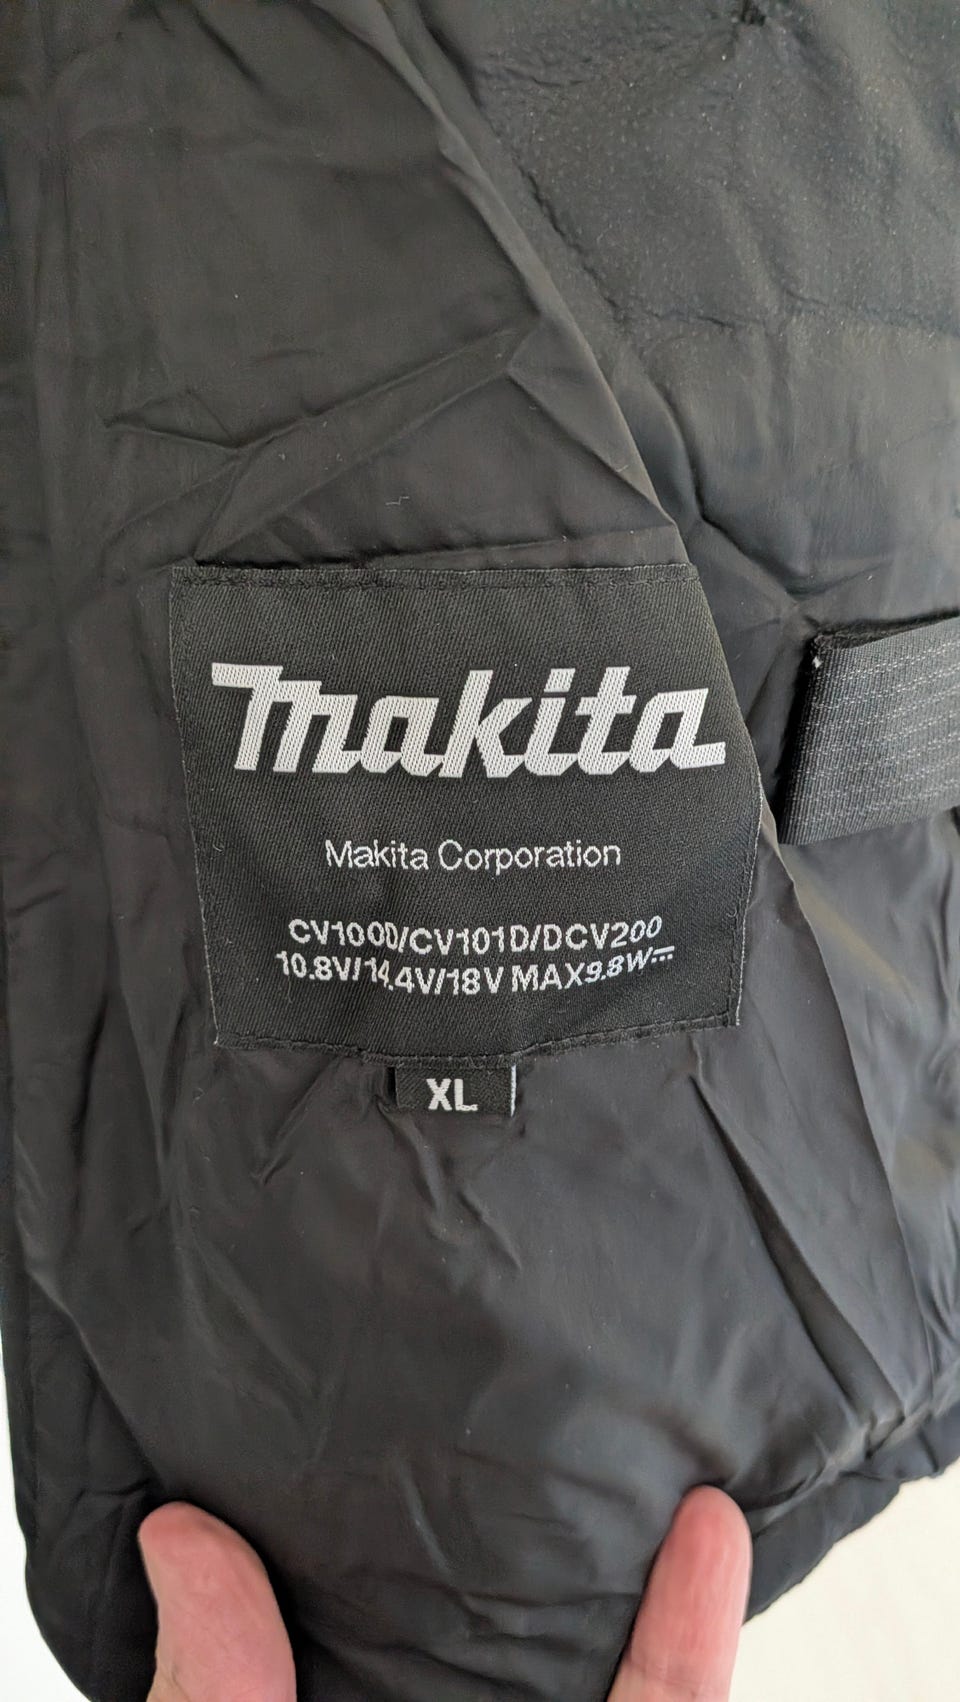 makita
Makita Corporation
CV100D/CV101D/DCV200
10.8V/14.4V/18V MAX9.8W⎓
XL